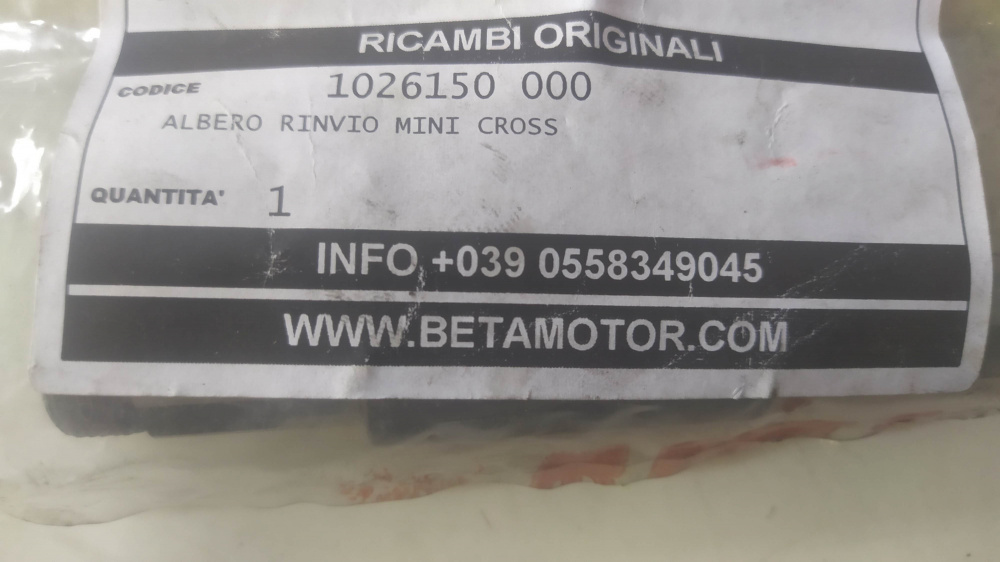 RICAMBI ORIGINALI
CODICE 1026150 000
ALBERO RINVIO MINI CROSS
QUANTITA' 1
INFO +039 0558349045
WWW.BETAMOTOR.COM